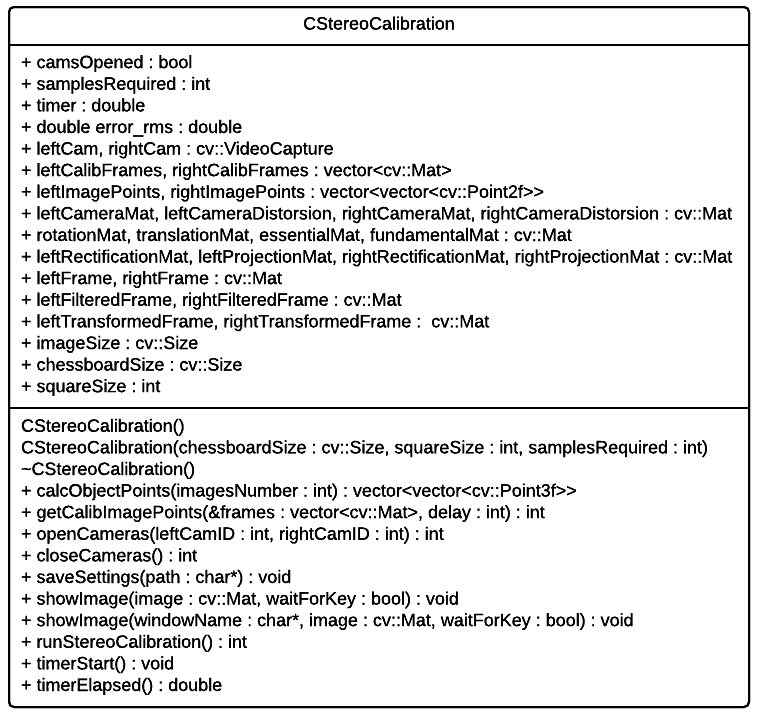 CStereoCalibration
+ camsOpened : bool
+ samplesRequired : int
+ timer : double
+ double error_rms : double
+ leftCam, rightCam : cv::VideoCapture
+ leftCalibFrames, rightCalibFrames : vector<cv::Mat>
+ leftImagePoints, rightImagePoints : vector<vector<cv::Point2f>>
+ leftCameraMat, leftCameraDistorsion, rightCameraMat, rightCameraDistorsion : cv::Mat
+ rotationMat, translationMat, essentialMat, fundamentalMat : cv::Mat
+ leftRectificationMat, leftProjectionMat, rightRectificationMat, rightProjectionMat : cv::Mat
+ leftFrame, rightFrame : cv::Mat
+ leftFilteredFrame, rightFilteredFrame : cv::Mat
+ leftTransformedFrame, rightTransformedFrame :  cv::Mat
+ imageSize : cv::Size
+ chessboardSize : cv::Size
+ squareSize : int
CStereoCalibration()
CStereoCalibration(chessboardSize : cv::Size, squareSize : int, samplesRequired : int)
~CStereoCalibration()
+ calcObjectPoints(imagesNumber : int) : vector<vector<cv::Point3f>>
+ getCalibImagePoints(&frames : vector<cv::Mat>, delay : int) : int
+ openCameras(leftCamID : int, rightCamID : int) : int
+ closeCameras() : int
+ saveSettings(path : char*) : void
+ showImage(image : cv::Mat, waitForKey : bool) : void
+ showImage(windowName : char*, image : cv::Mat, waitForKey : bool) : void
+ runStereoCalibration() : int
+ timerStart() : void
+ timerElapsed() : double